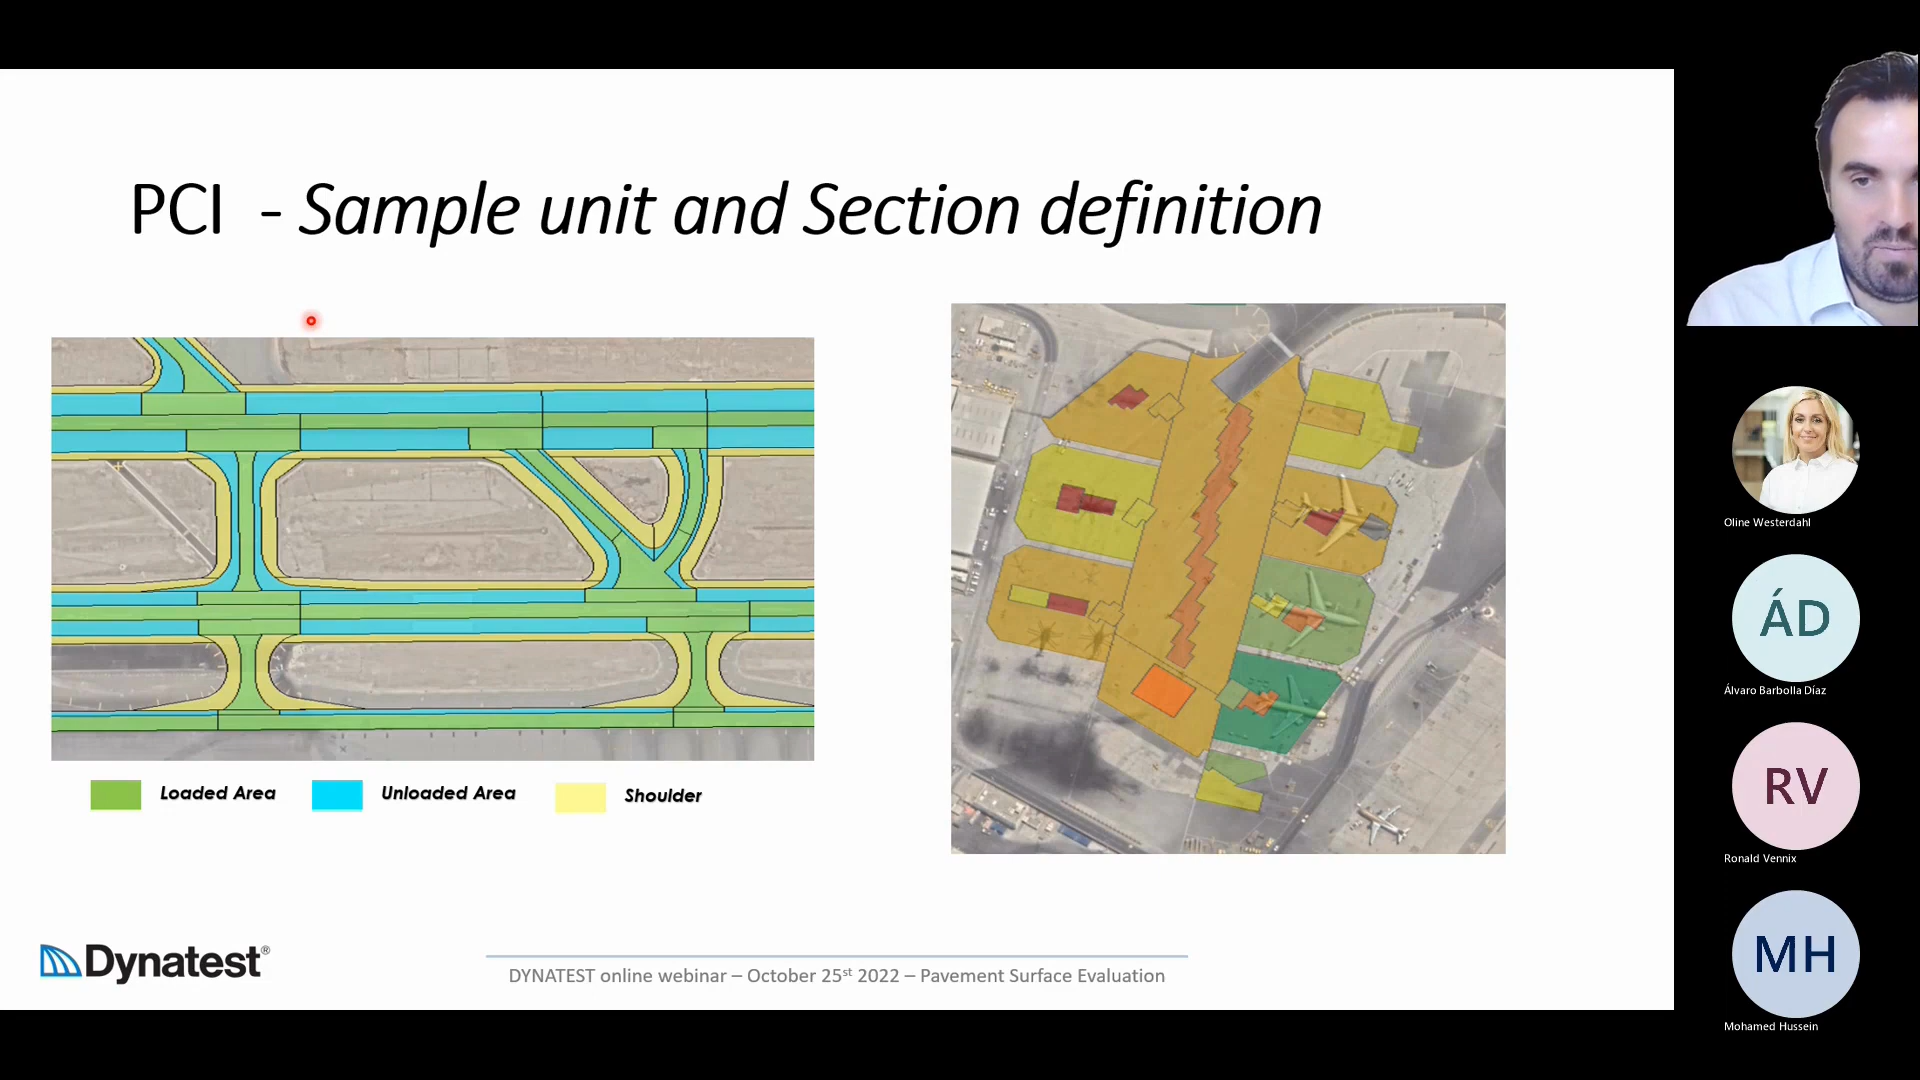 PCI - Sample unit and Section definition
Loaded Area
Unloaded Area
Shoulder
Dynatest®
DYNATEST online webinar – October 25st 2022 – Pavement Surface Evaluation
Oline Westerdahl
ÁD
Álvaro Barbolla Díaz
RV
Ronald Vennix
MH
Mohamed Hussein